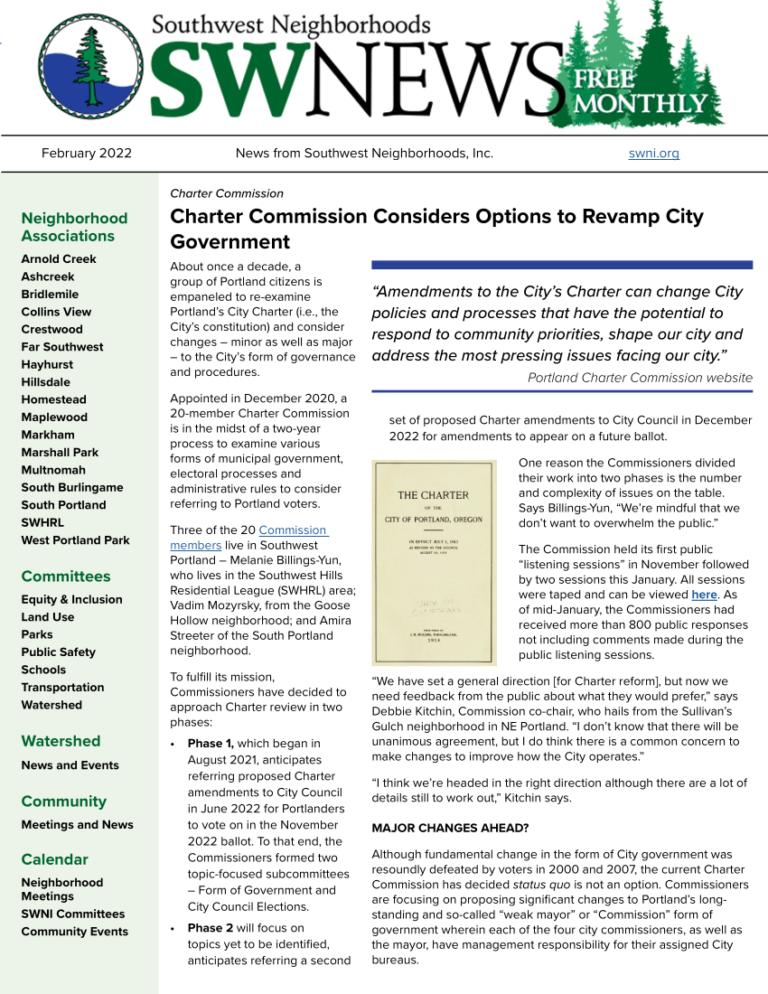 Southwest Neighborhoods
SWNEWS
FREE
MONTHLY
February 2022
News from Southwest Neighborhoods, Inc.
swni.org
Neighborhood
Associations
Arnold Creek
Ashcreek
Bridlemile
Collins View
Crestwood
Far Southwest
Hayhurst
Hillsdale
Homestead
Maplewood
Markham
Marshall Park
Multnomah
South Burlingame
South Portland
SWHRL
West Portland Park
Committees
Equity & Inclusion
Land Use
Parks
Public Safety
Schools
Transportation
Watershed
Watershed
News and Events
Community
Meetings and News
Calendar
Neighborhood
Meetings
SWNI Committees
Community Events
Charter Commission
Charter Commission Considers Options to Revamp City
Government
About once a decade, a
group of Portland citizens is
empaneled to re-examine
Portland's City Charter (i.e., the
City's constitution) and consider
changes – minor as well as major
– to the City's form of governance
and procedures.
Appointed in December 2020, a
20-member Charter Commission
is in the midst of a two-year
process to examine various
forms of municipal government,
electoral processes and
administrative rules to consider
referring to Portland voters.
Three of the 20 Commission
members live in Southwest
Portland – Melanie Billings-Yun,
who lives in the Southwest Hills
Residential League (SWHRL) area;
Vadim Mozyrsky, from the Goose
Hollow neighborhood; and Amira
Streeter of the South Portland
neighborhood.
To fulfill its mission,
Commissioners have decided to
approach Charter review in two
phases:
• Phase 1, which began in
August 2021, anticipates
referring proposed Charter
amendments to City Council
in June 2022 for Portlanders
to vote on in the November
2022 ballot. To that end, the
Commissioners formed two
topic-focused subcommittees
– Form of Government and
City Council Elections.
• Phase 2 will focus on
topics yet to be identified,
anticipates referring a second
“Amendments to the City’s Charter can change City
policies and processes that have the potential to
respond to community priorities, shape our city and
address the most pressing issues facing our city.”
Portland Charter Commission website
set of proposed Charter amendments to City Council in December
2022 for amendments to appear on a future ballot.
THE CHARTER
OF THE
CITY OF PORTLAND, OREGON
One reason the Commissioners divided
their work into two phases is the number
and complexity of issues on the table.
Says Billings-Yun, “We’re mindful that we
don’t want to overwhelm the public.”
The Commission held its first public
“listening sessions” in November followed
by two sessions this January. All sessions
were taped and can be viewed here. As
of mid-January, the Commissioners had
received more than 800 public responses
not including comments made during the
public listening sessions.
“We have set a general direction [for Charter reform], but now we
need feedback from the public about what they would prefer,” says
Debbie Kitchin, Commission co-chair, who hails from the Sullivan’s
Gulch neighborhood in NE Portland. “I don’t know that there will be
unanimous agreement, but I do think there is a common concern to
make changes to improve how the City operates.”
“I think we’re headed in the right direction although there are a lot of
details still to work out,” Kitchin says.
MAJOR CHANGES AHEAD?
Although fundamental change in the form of City government was
resoundly defeated by voters in 2000 and 2007, the current Charter
Commission has decided status quo is not an option. Commissioners
are focusing on proposing significant changes to Portland’s long-
standing and so-called “weak mayor” or “Commission” form of
government wherein each of the four city commissioners, as well as
the mayor, have management responsibility for their assigned City
bureaus.